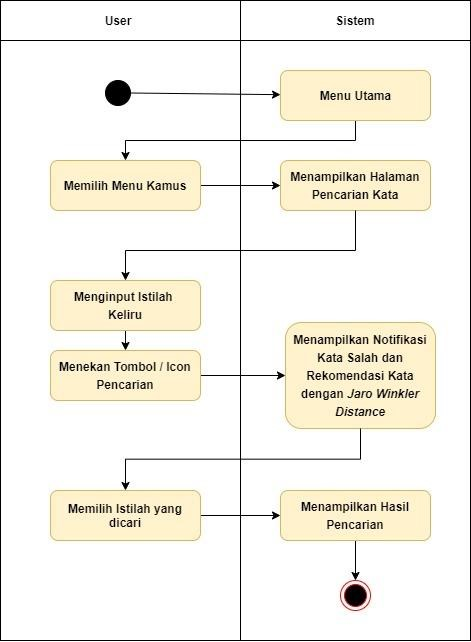 User
Sistem
Menu Utama
Memilih Menu Kamus
Menampilkan Halaman
Pencarian Kata
Menginput Istilah
Keliru
Menekan Tombol / Icon
Pencarian
Menampilkan Notifikasi
Kata Salah dan
Rekomendasi Kata
dengan Jaro Winkler
Distance
Memilih Istilah yang
dicari
Menampilkan Hasil
Pencarian